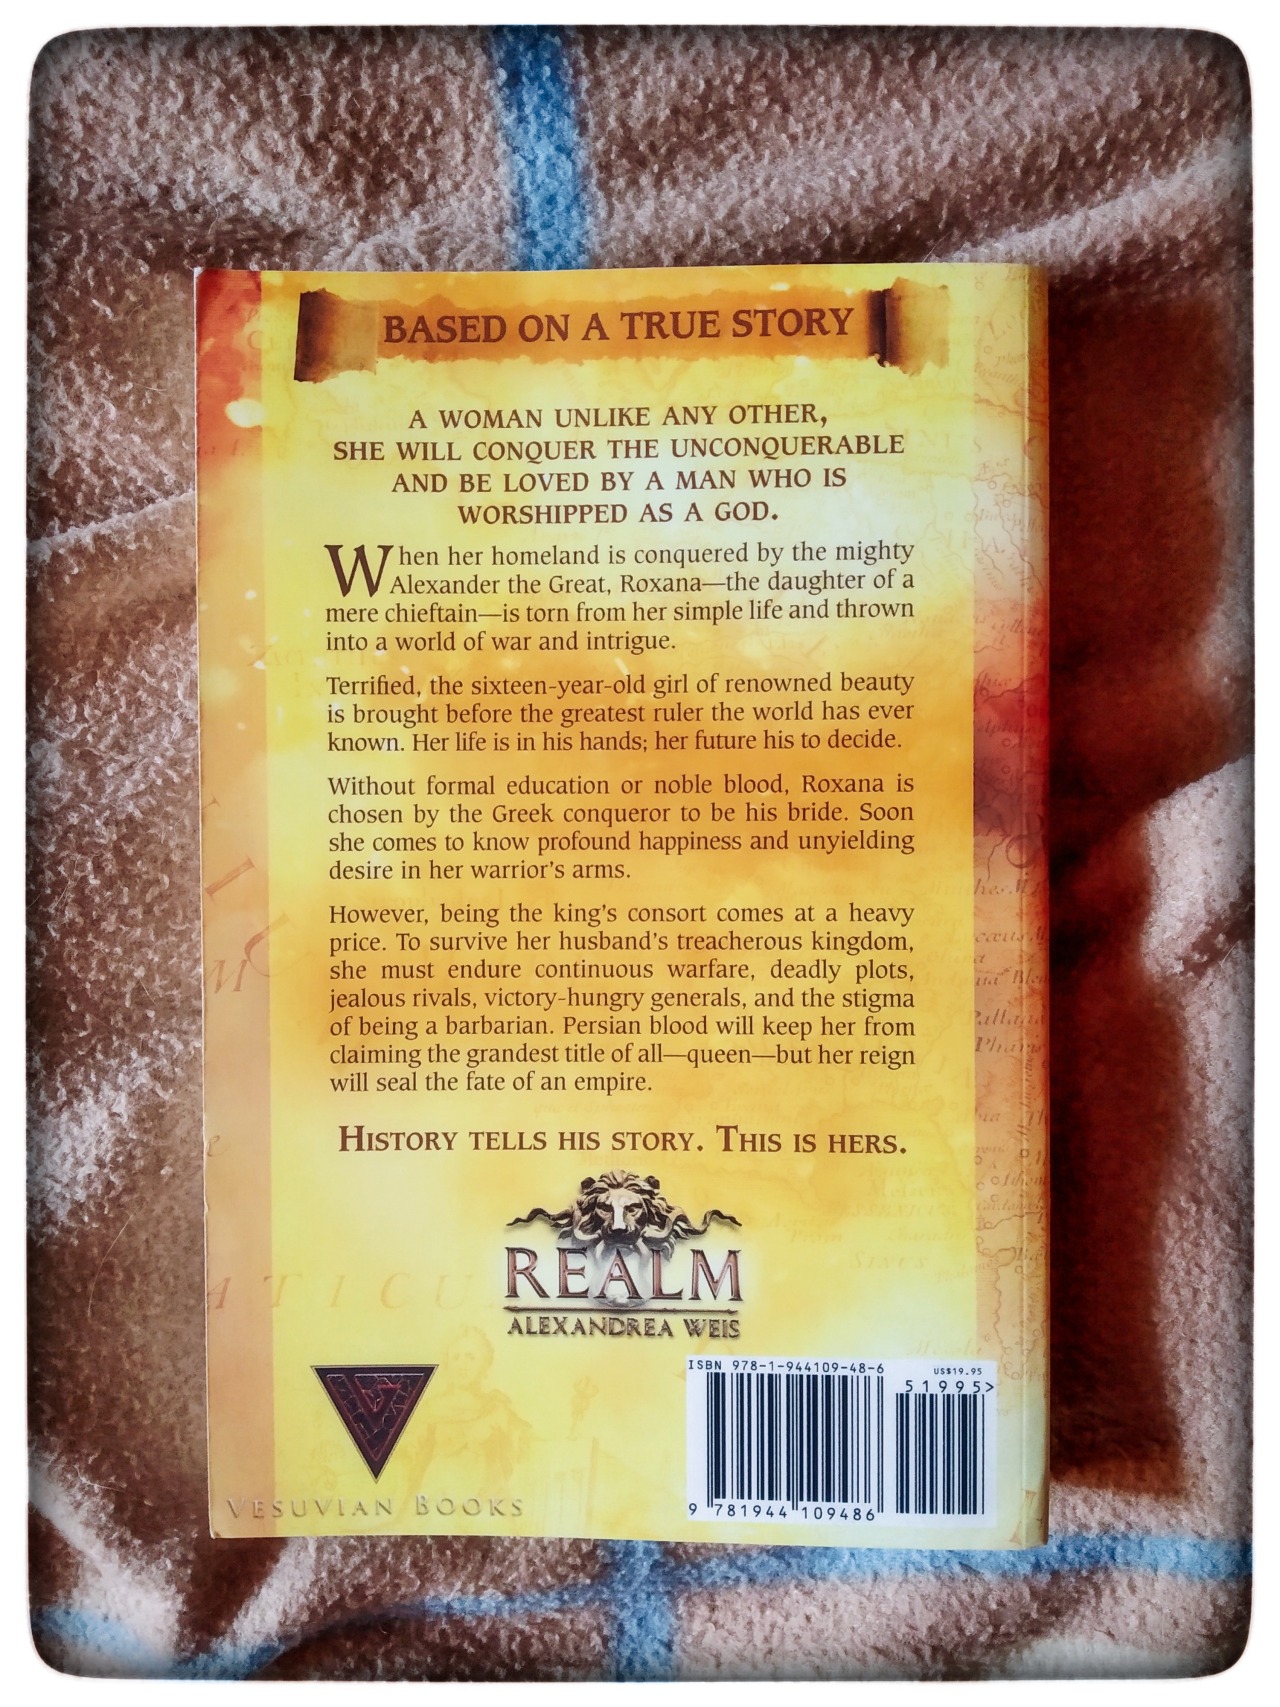 BASED ON A TRUE STORY
A WOMAN UNLIKE ANY OTHER,
SHE WILL CONQUER THE UNCONQUERABLE
AND BE LOVED BY A MAN WHO IS
WORSHIPPED AS A GOD.
When her homeland is conquered by the mighty
Alexander the Great, Roxana—the daughter of a
mere chieftain—is torn from her simple life and thrown
into a world of war and intrigue.
Terrified, the sixteen-year-old girl of renowned beauty
is brought before the greatest ruler the world has ever
known. Her life is in his hands; her future his to decide.
Without formal education or noble blood, Roxana is
chosen by the Greek conqueror to be his bride. Soon
she comes to know profound happiness and unyielding
desire in her warrior's arms.
However, being the king's consort comes at a heavy
price. To survive her husband's treacherous kingdom,
she must endure continuous warfare, deadly plots,
jealous rivals, victory-hungry generals, and the stigma
of being a barbarian. Persian blood will keep her from
claiming the grandest title of all—queen—but her reign
will seal the fate of an empire.
HISTORY TELLS HIS STORY. THIS IS HERS.
REALM
ALEXANDREA WEIS
ISBN 978-1-944109-48-6
US$19.95
51995>
9 781944 109486
VESUVIAN BOOKS